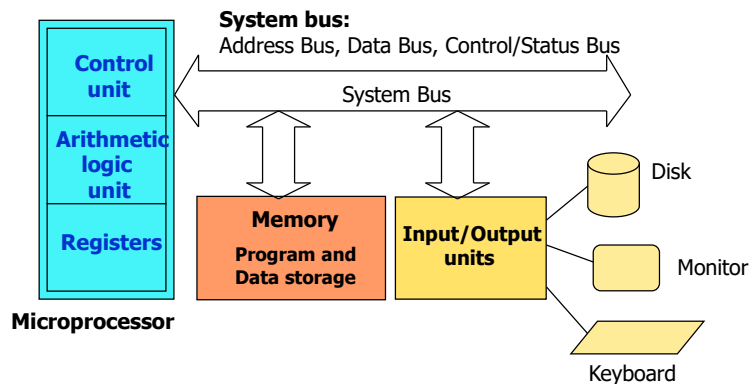 System bus:
Address Bus, Data Bus, Control/Status Bus
Control
unit
System Bus
Arithmetic
logic
unit
Registers
Memory
Program and
Data storage
Input/Output
units
Disk
Monitor
Keyboard
Microprocessor